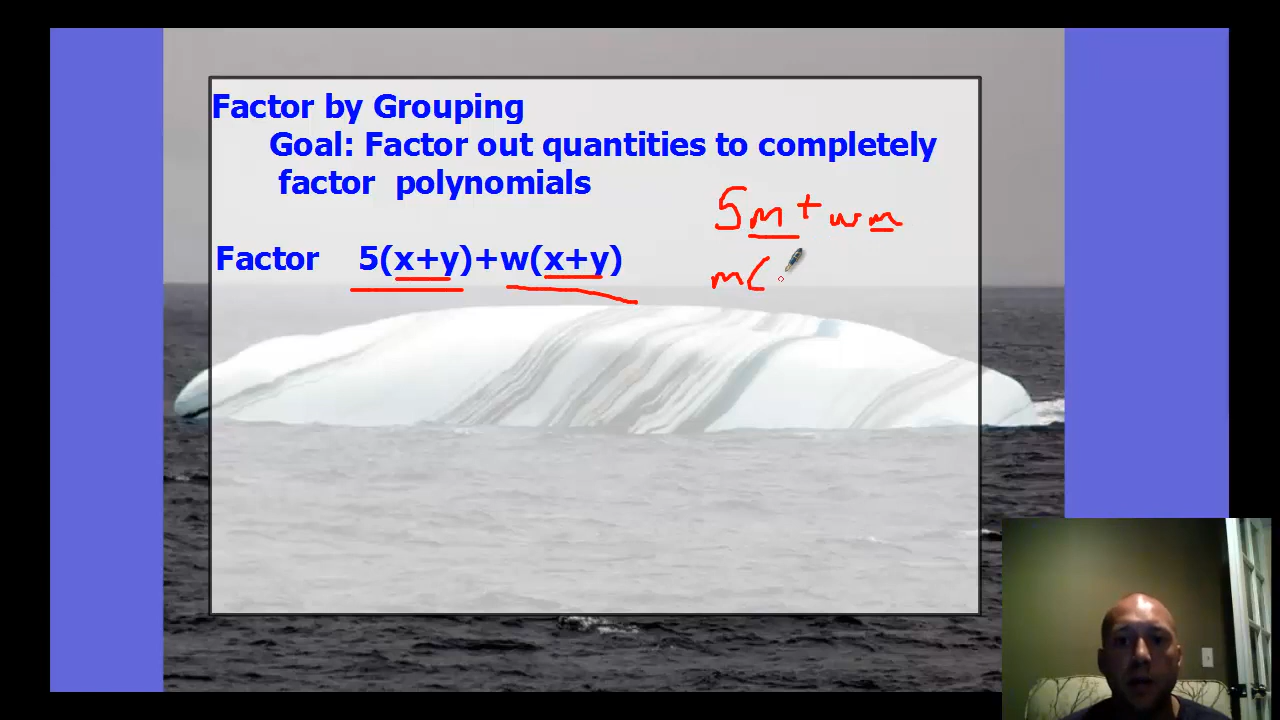 Factor by Grouping
Goal: Factor out quantities to completely
factor polynomials
5m+wm
Factor 5(x+y)+w(x+y)
m(